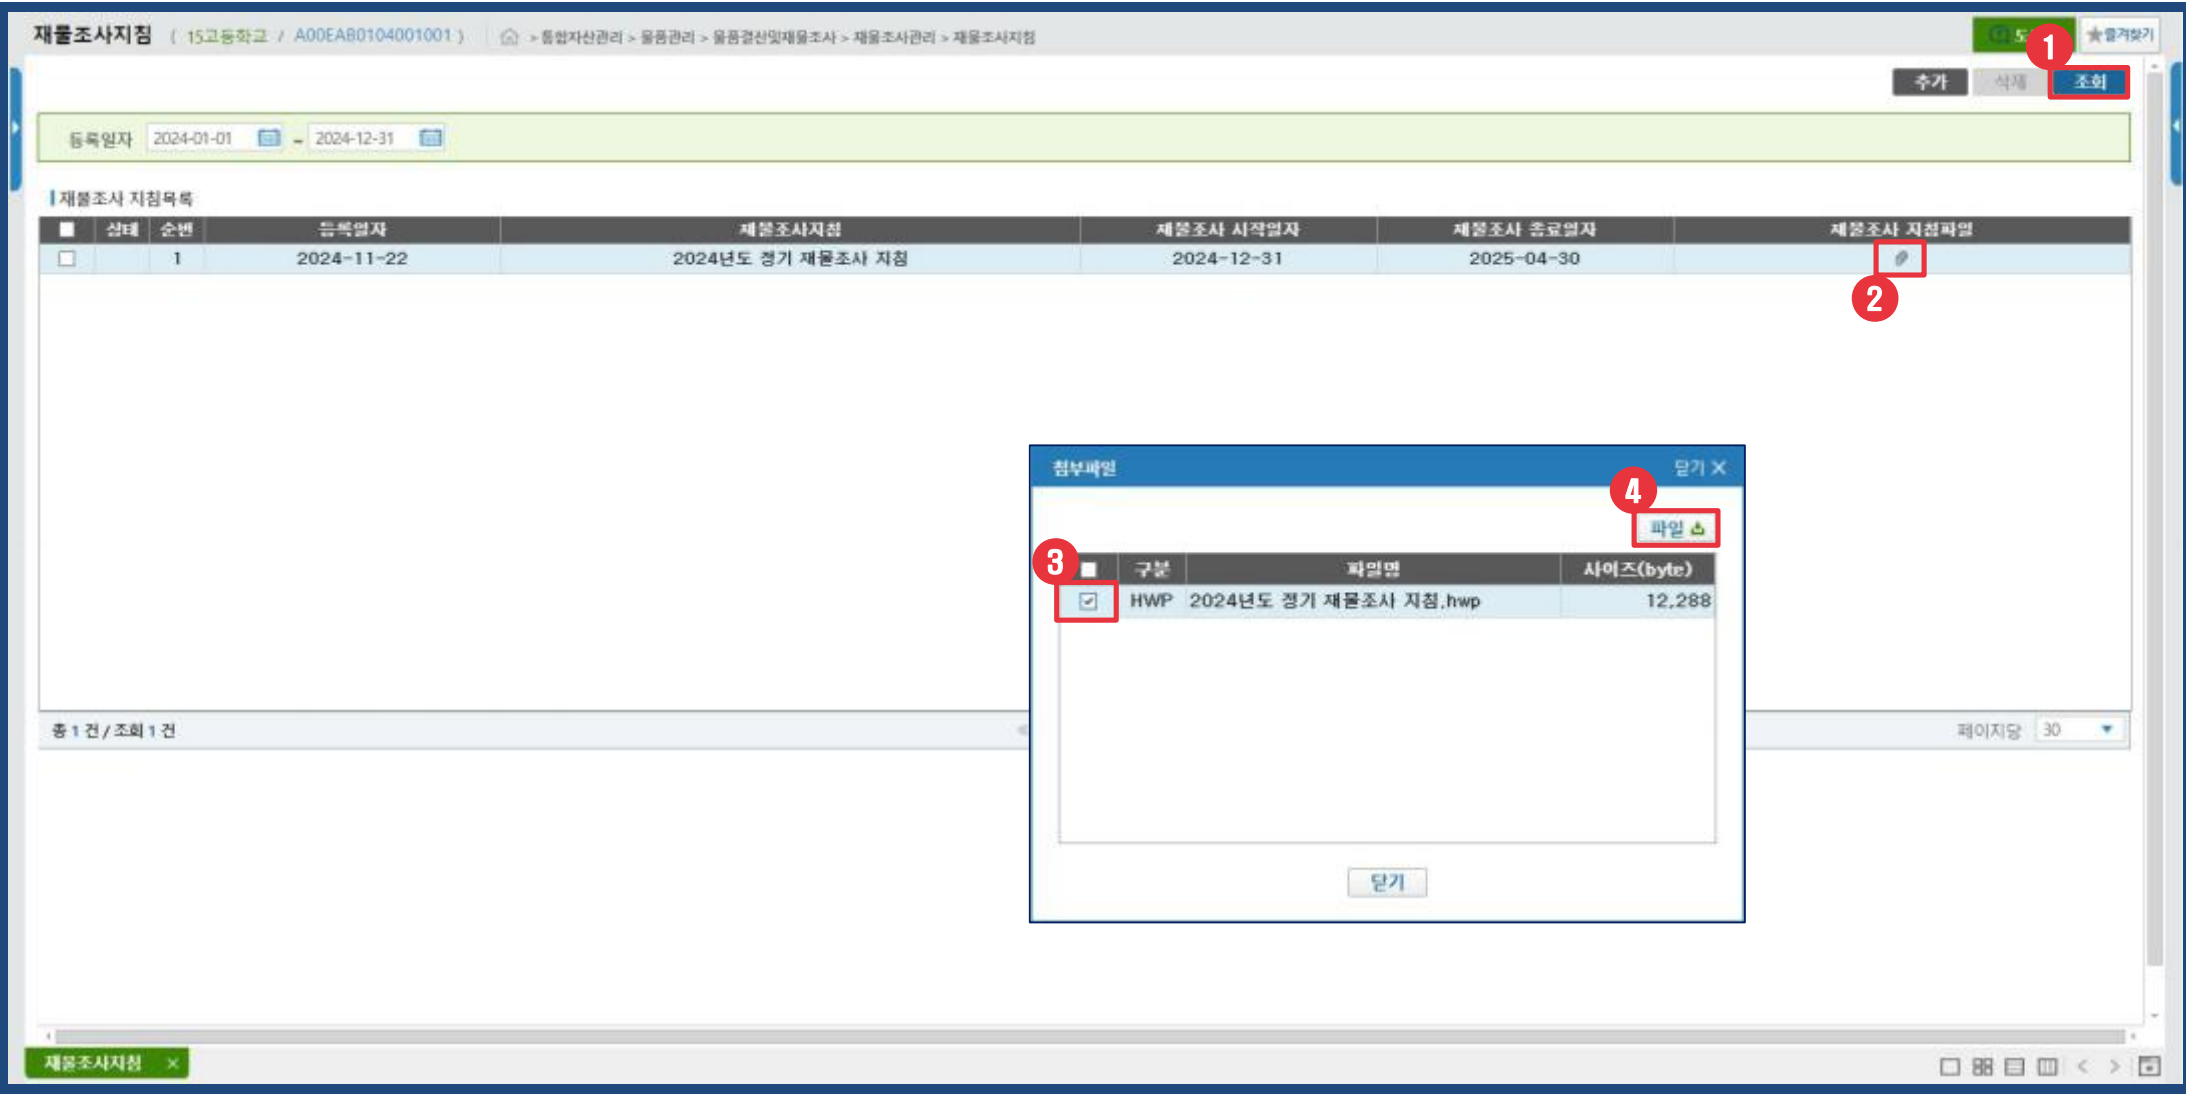 재물조사지침 ( 15고등학교 / A00EAB0104001001 ) > 통합자산관리 > 물품관리 > 물품결산및재물조사 > 재물조사관리 > 재물조사지침
1 ★즐겨찾기
추가 삭제 조회
등록일자 2024-01-01 ~ 2024-12-31
재물조사 지침목록
상태 순번 등록일자 재물조사지침 재물조사 시작일자 재물조사 종료일자 재물조사 지침파일
1 2024-11-22 2024년도 정기 재물조사 지침 2024-12-31 2025-04-30
2
첨부파일 닫기 X
4
파일
3 구분 파일명 사이즈(byte)
HWP 2024년도 정기 재물조사 지침.hwp 12,288
총 1 건 / 조회 1 건 페이지당 30
닫기
재물조사지침 ×